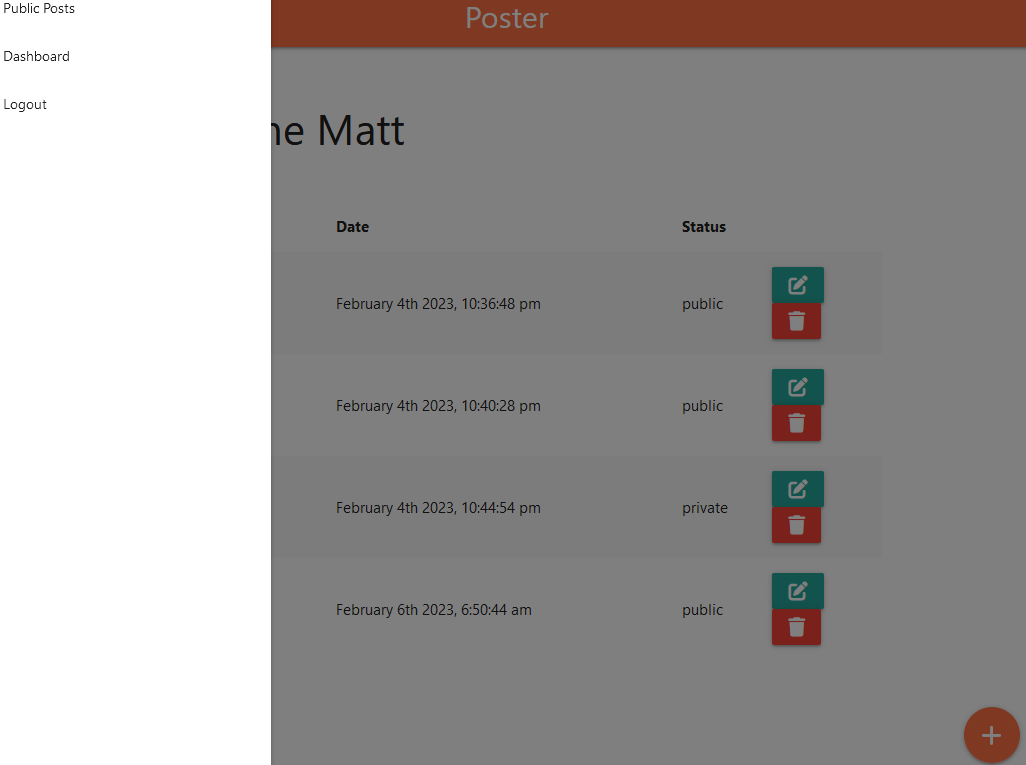 Public Posts
Poster
Dashboard
Logout
Matt
Date Status
February 4th 2023, 10:36:48 pm public
February 4th 2023, 10:40:28 pm public
February 4th 2023, 10:44:54 pm private
February 6th 2023, 6:50:44 am public